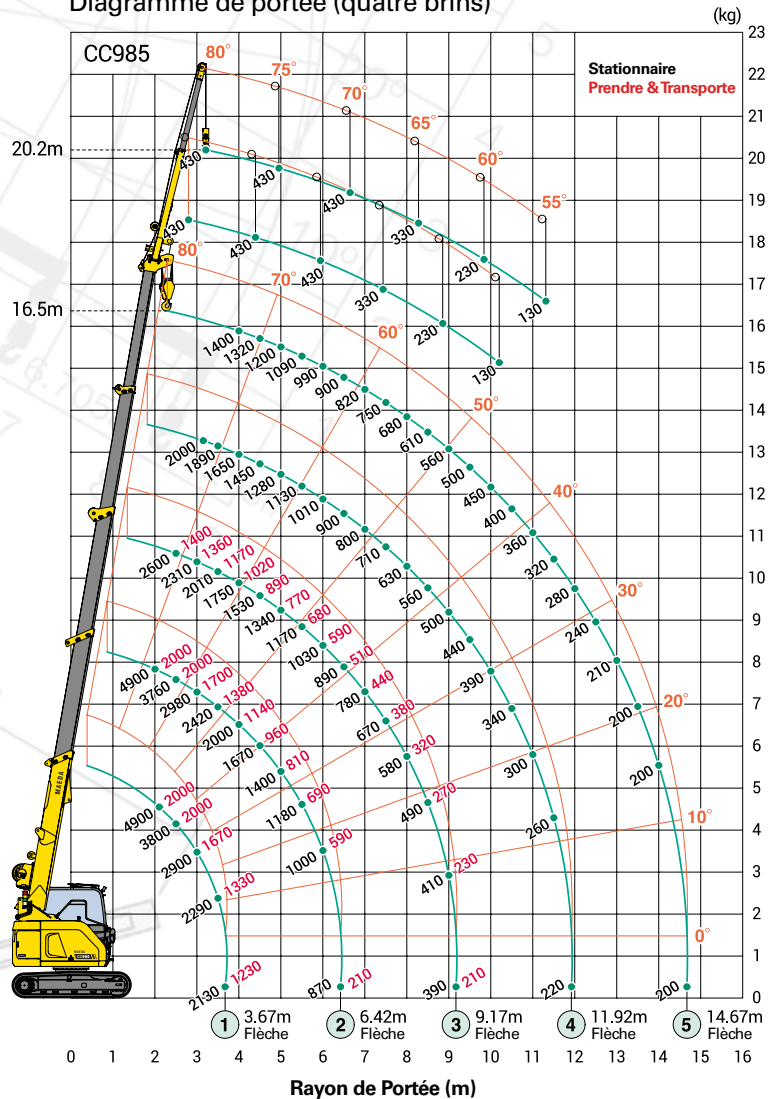 Diagramme de portée (quatre brins)
(kg)
CC985
Stationnaire
Prendre & Transporte
23
22
21
20
19
18
17
16
15
14
13
12
11
10
9
8
7
6
5
4
3
2
1
0
20.2m
16.5m
80° 75° 70° 65° 60° 55°
430 430 430 330 230 130
430 430 430 330 230 130
80° 70° 60° 50° 40° 30° 20° 10° 0°
1400 1320 1200 1090 990 900 820 750 680 610 560 500 450 400 360 320 280 240 210 200 200 200
2000 1890 1650 1450 1280 1130 1010 900 800 710 630 560 500 440 390 340 300 260 220
2600 2310 2010 1750 1530 1340 1170 1030 890 780 670 580 490 410 390
1400 1360 1170 1020 890 770 680 590 510 440 380 320 270 230 210
4900 3760 2980 2420 2000 1670 1400 1180 1000 870
2000 2000 1700 1380 1140 960 810 690 590 210
4900 3800 2900 2290 2130
2000 2000 1670 1330 1230
MAEDA
1 3.67m Flèche
2 6.42m Flèche
3 9.17m Flèche
4 11.92m Flèche
5 14.67m Flèche
0 1 2 3 4 5 6 7 8 9 10 11 12 13 14 15 16
Rayon de Portée (m)